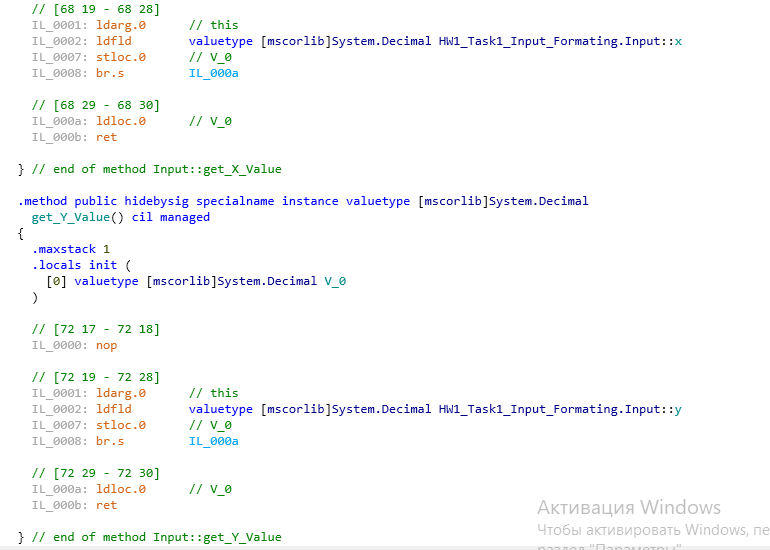 // [68 19 - 68 28]
IL_0001: ldarg.0      // this
IL_0002: ldfld        valuetype [mscorlib]System.Decimal HW1_Task1_Input_Formating.Input::x
IL_0007: stloc.0      // V_0
IL_0008: br.s         IL_000a
// [68 29 - 68 30]
IL_000a: ldloc.0      // V_0
IL_000b: ret
} // end of method Input::get_X_Value
.method public hidebysig specialname instance valuetype [mscorlib]System.Decimal
get_Y_Value() cil managed
{
.maxstack 1
.locals init (
[0] valuetype [mscorlib]System.Decimal V_0
)
// [72 17 - 72 18]
IL_0000: nop
// [72 19 - 72 28]
IL_0001: ldarg.0      // this
IL_0002: ldfld        valuetype [mscorlib]System.Decimal HW1_Task1_Input_Formating.Input::y
IL_0007: stloc.0      // V_0
IL_0008: br.s         IL_000a
// [72 29 - 72 30]
IL_000a: ldloc.0      // V_0
IL_000b: ret
} // end of method Input::get_Y_Value
Активация Windows
Чтобы активировать Windows, пе
раздел "Параметры".